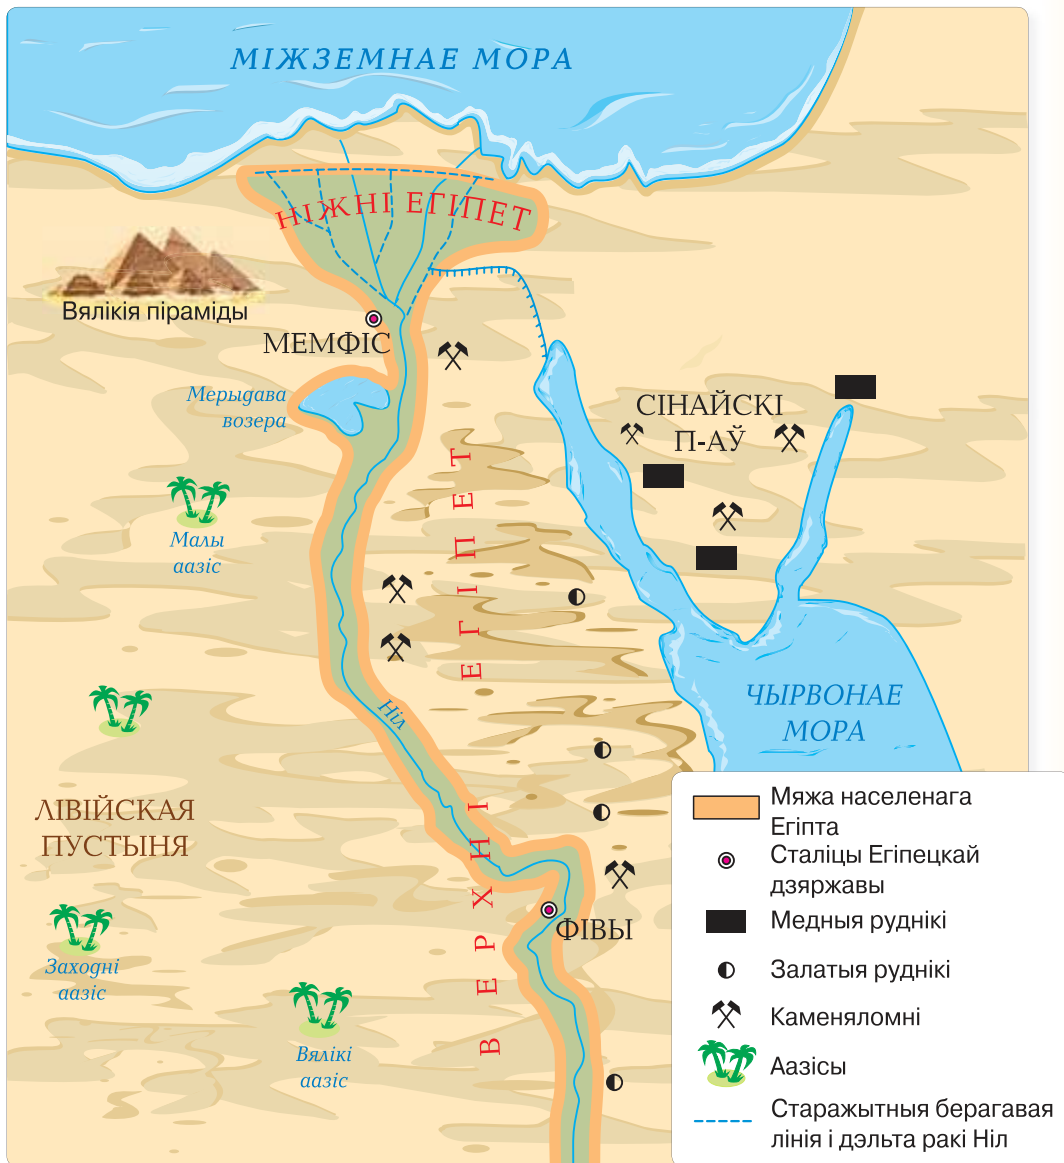 МІЖЗЕМНАЕ МОРА
НІЖНІ ЕГІПЕТ
Вялікія піраміды
МЕМФІС
Мерыдава
возера
СІНАЙСКІ
П-АЎ
Малы
аазіс
ВЕРХНІ ЕГІПЕТ
Ніл
ЧЫРВОНАЕ
МОРА
ЛІВІЙСКАЯ
ПУСТЫНЯ
ФІВЫ
Заходні
аазіс
Вялікі
аазіс
Мяжа населенага
Егіпта
Сталіцы Егіпецкай
дзяржавы
Медныя руднікі
Залатыя руднікі
Каменяломні
Аазісы
Старажытныя берагавая
лінія і дэльта ракі Ніл